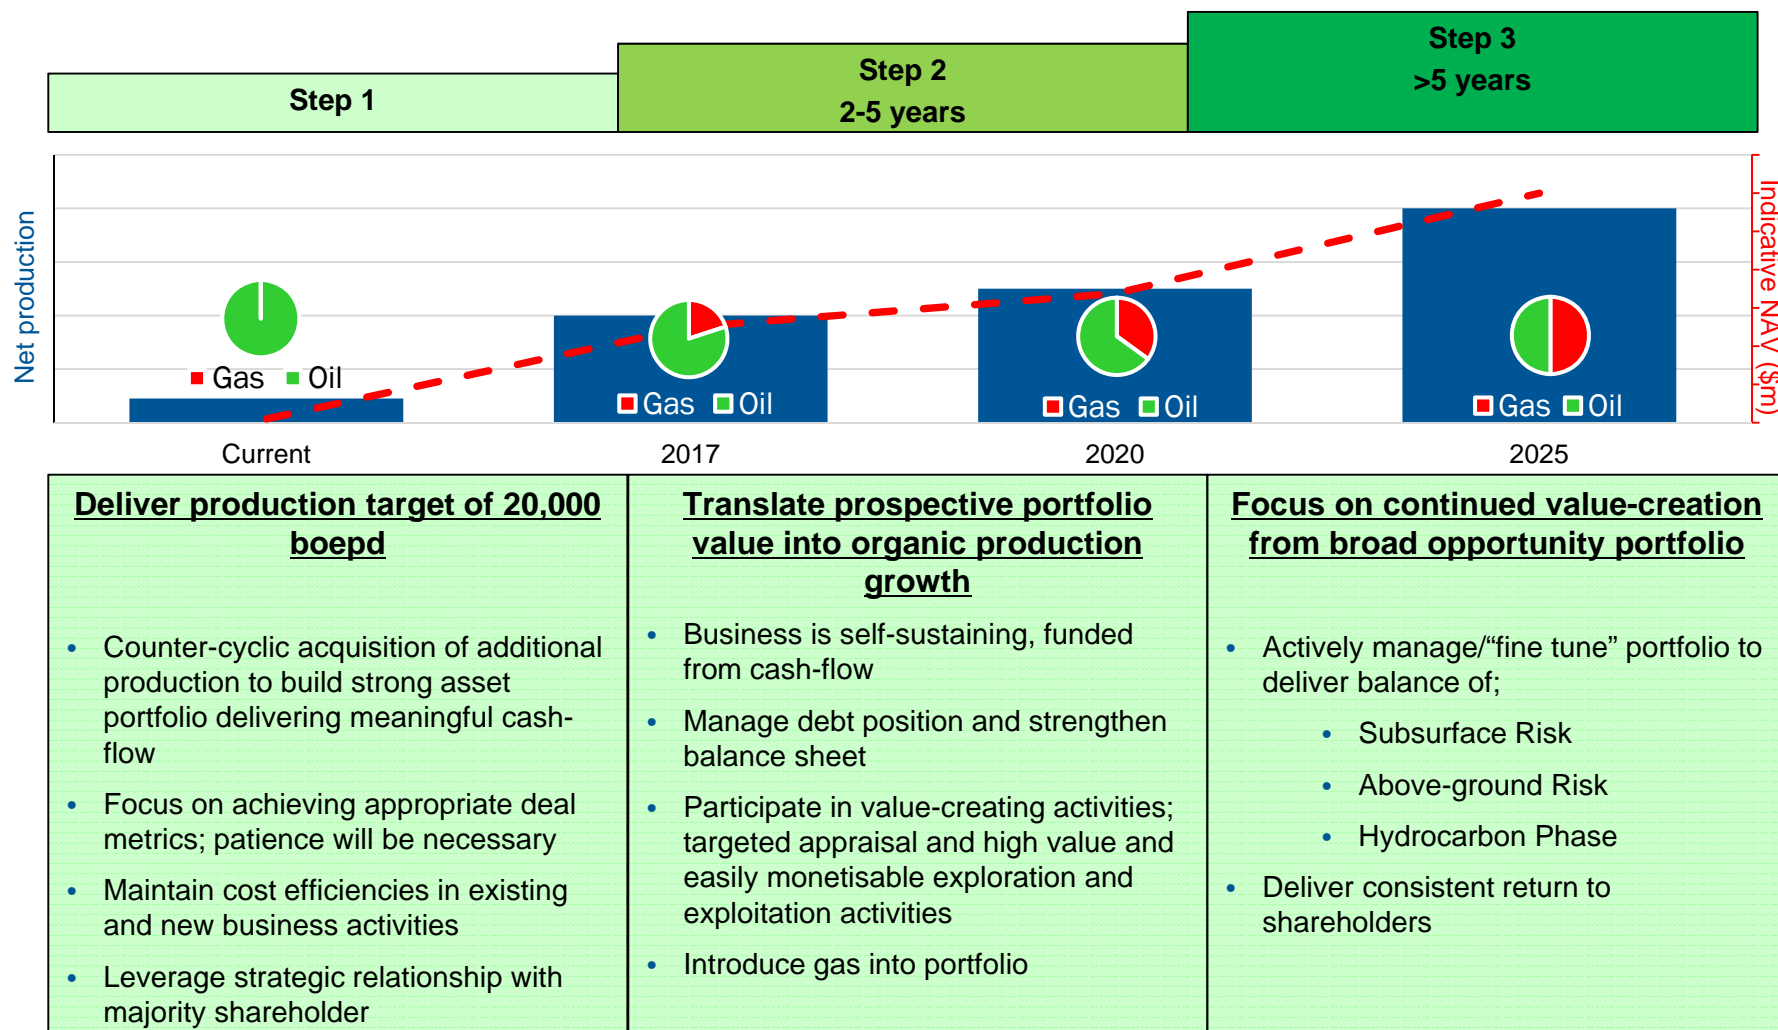 Step 1
Step 2
2-5 years
Step 3
>5 years
Net production
Indicative NAV ($m)
Gas Oil
Gas Oil
Gas Oil
Gas Oil
Current
2017
2020
2025
Deliver production target of 20,000
boepd
• Counter-cyclic acquisition of additional
production to build strong asset
portfolio delivering meaningful cash-
flow
• Focus on achieving appropriate deal
metrics; patience will be necessary
• Maintain cost efficiencies in existing
and new business activities
• Leverage strategic relationship with
majority shareholder
Translate prospective portfolio
value into organic production
growth
• Business is self-sustaining, funded
from cash-flow
• Manage debt position and strengthen
balance sheet
• Participate in value-creating activities;
targeted appraisal and high value and
easily monetisable exploration and
exploitation activities
• Introduce gas into portfolio
Focus on continued value-creation
from broad opportunity portfolio
• Actively manage/“fine tune” portfolio to
deliver balance of;
• Subsurface Risk
• Above-ground Risk
• Hydrocarbon Phase
• Deliver consistent return to
shareholders